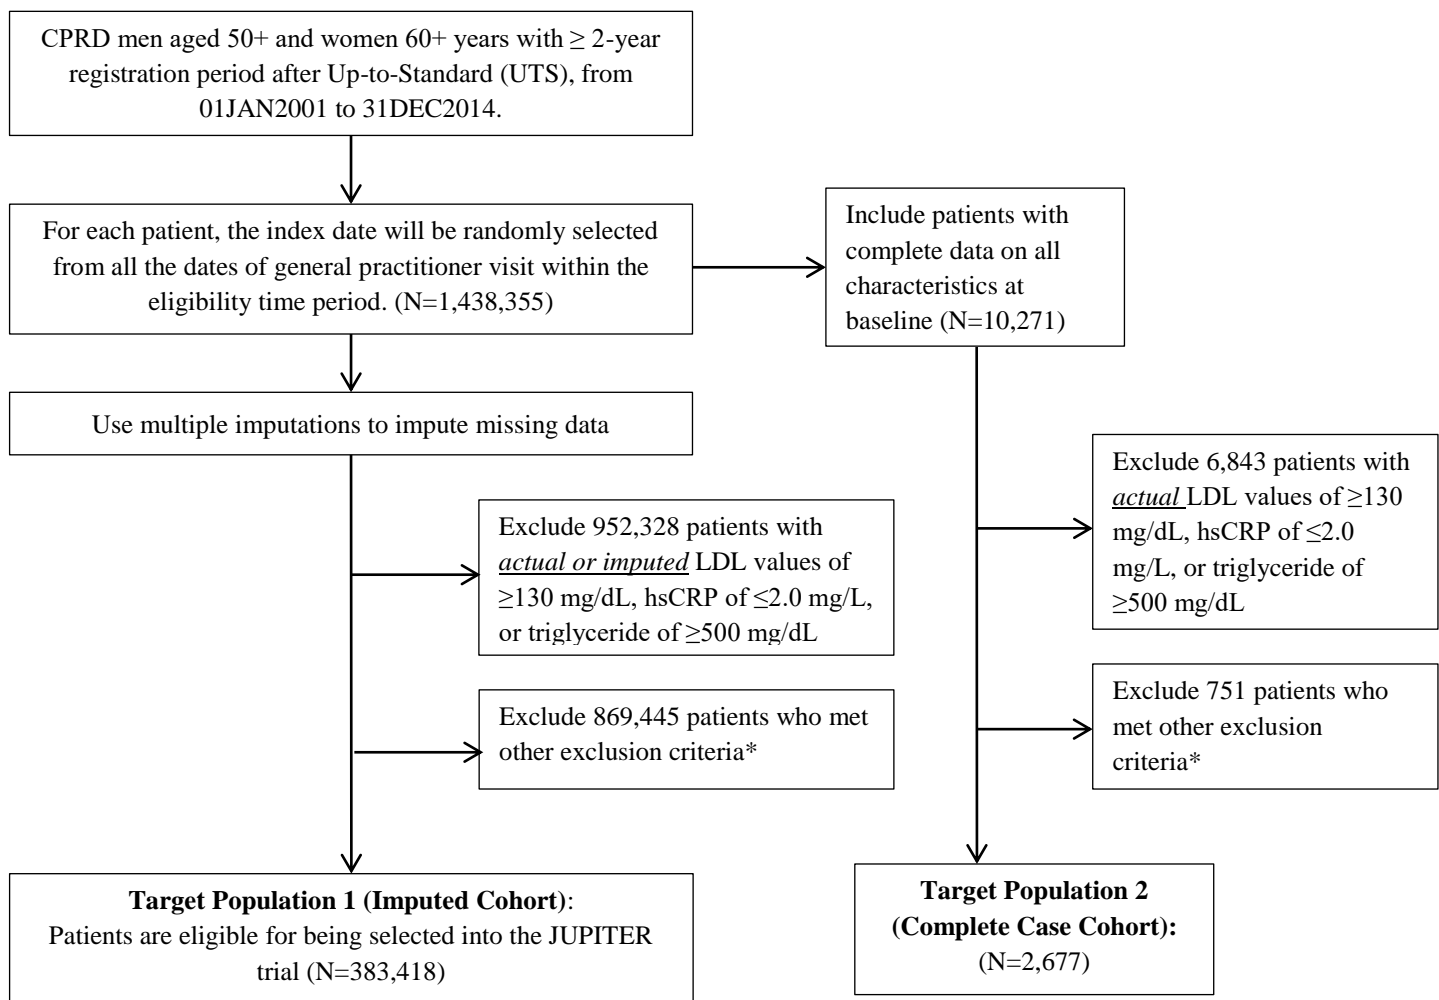 CPRD men aged 50+ and women 60+ years with ≥ 2-year
registration period after Up-to-Standard (UTS), from
01JAN2001 to 31DEC2014.
For each patient, the index date will be randomly selected
from all the dates of general practitioner visit within the
eligibility time period. (N=1,438,355)
Include patients with
complete data on all
characteristics at
baseline (N=10,271)
Use multiple imputations to impute missing data
Exclude 952,328 patients with
actual or imputed LDL values of
≥130 mg/dL, hsCRP of ≤2.0 mg/L,
or triglyceride of ≥500 mg/dL
Exclude 6,843 patients with
actual LDL values of ≥130
mg/dL, hsCRP of ≤2.0
mg/L, or triglyceride of
≥500 mg/dL
Exclude 869,445 patients who met
other exclusion criteria*
Exclude 751 patients who
met other exclusion
criteria*
Target Population 1 (Imputed Cohort):
Patients are eligible for being selected into the JUPITER
trial (N=383,418)
Target Population 2
(Complete Case Cohort):
(N=2,677)